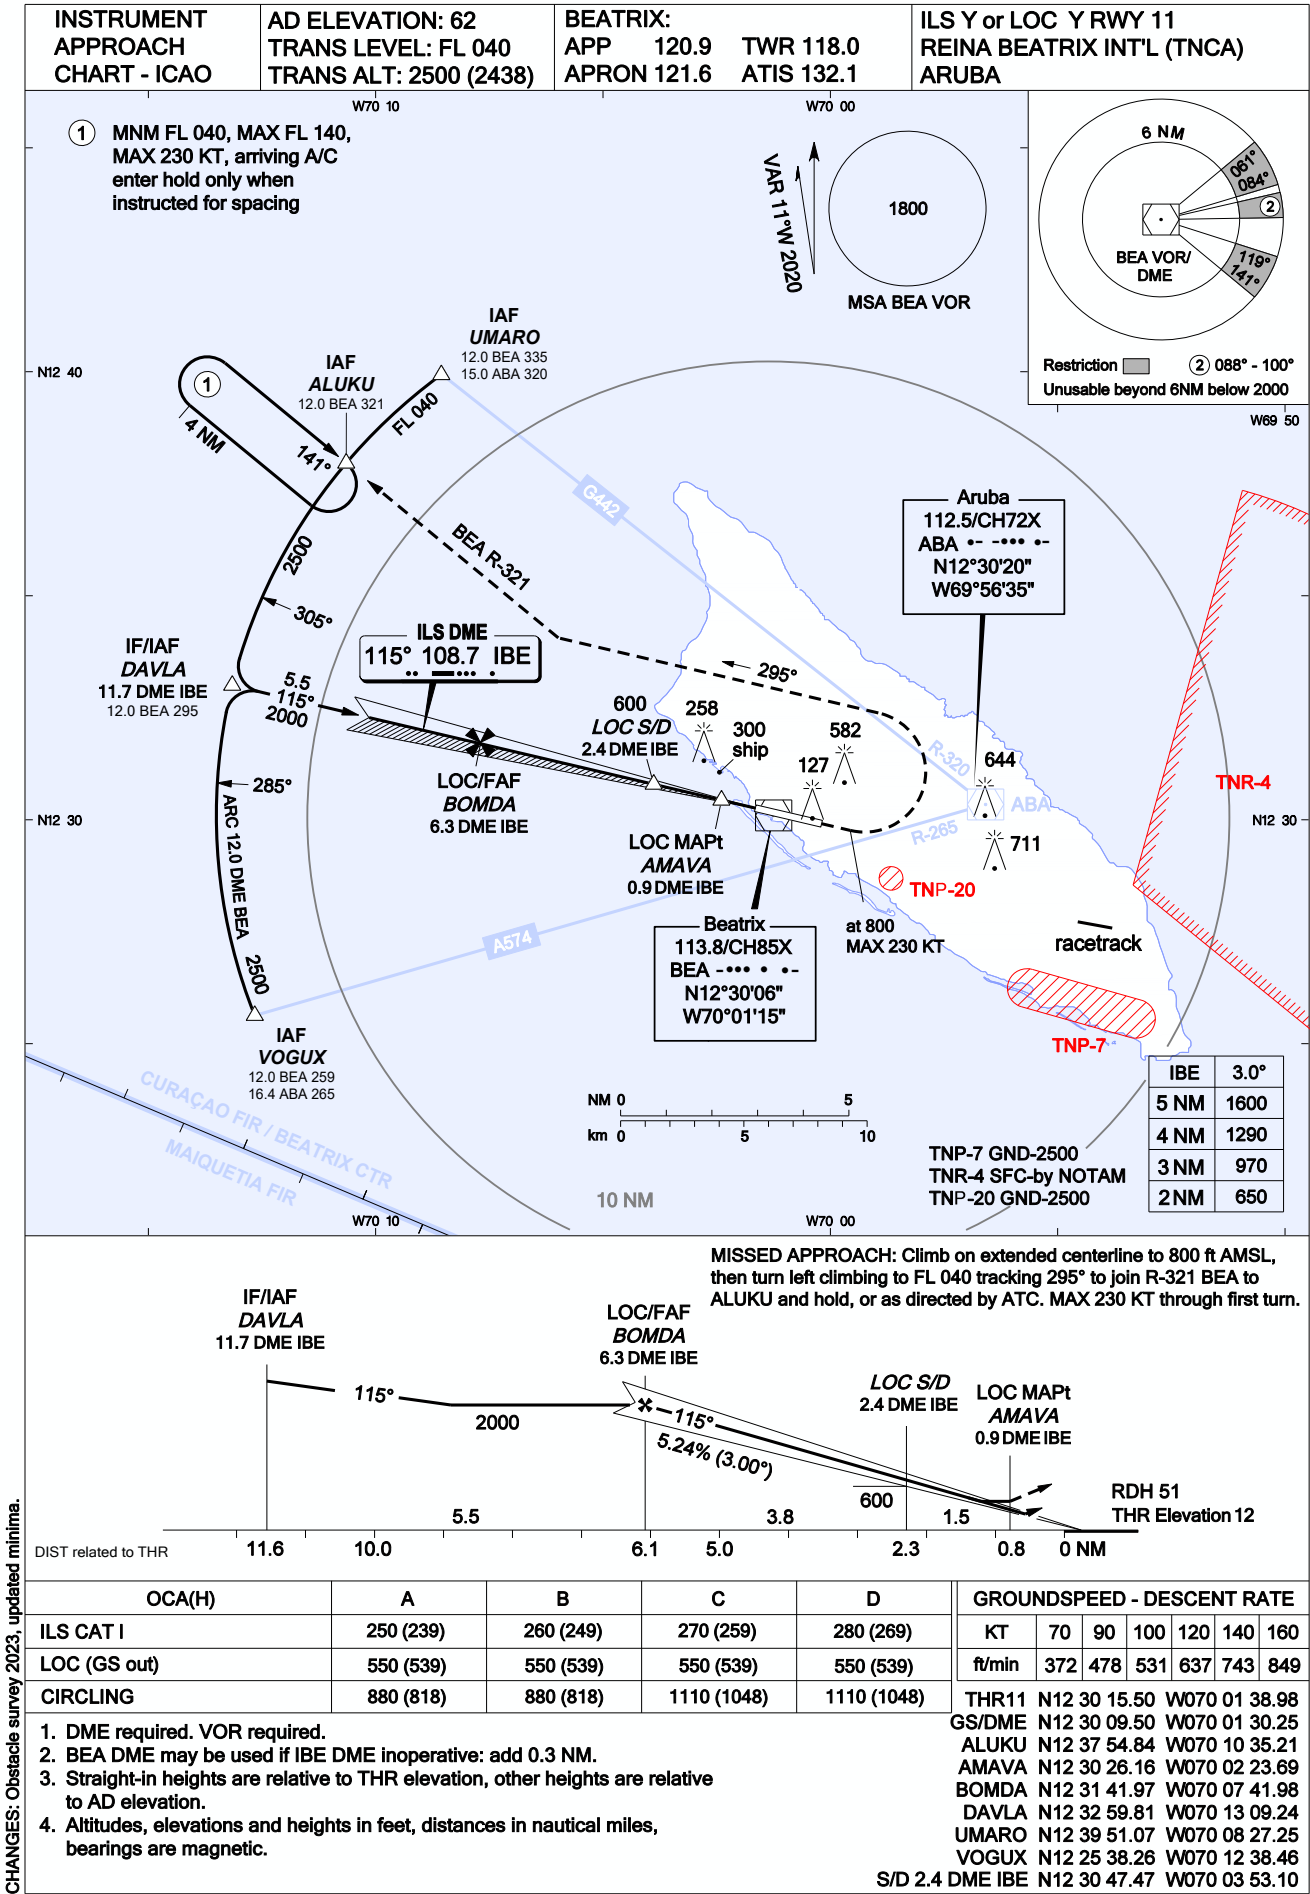 INSTRUMENT
APPROACH
CHART - ICAO
AD ELEVATION: 62
TRANS LEVEL: FL 040
TRANS ALT: 2500 (2438)
BEATRIX:
APP 120.9 TWR 118.0
APRON 121.6 ATIS 132.1
ILS Y or LOC Y RWY 11
REINA BEATRIX INT'L (TNCA)
ARUBA
W70 10
W70 00
1 MNM FL 040, MAX FL 140,
MAX 230 KT, arriving A/C
enter hold only when
instructed for spacing
VAR 11°W 2020
1800
MSA BEA VOR
6 NM
061°
084°
2
119°
141°
BEA VOR/
DME
Restriction
2 088° - 100°
Unusable beyond 6NM below 2000
W69 50
N12 40
IAF
UMARO
12.0 BEA 335
15.0 ABA 320
IAF
ALUKU
12.0 BEA 321
1
4 NM
141°
FL 040
G442
BEA R-321
2500
305°
Aruba
112.5/CH72X
ABA
N12°30'20"
W69°56'35"
ILS DME
115° 108.7 IBE
IF/IAF
DAVLA
11.7 DME IBE
12.0 BEA 295
5.5
115°
2000
295°
600
LOC S/D
2.4 DME IBE
258
300
ship
582
127
R-320
644
ABA
711
TNR-4
285°
LOC/FAF
BOMDA
6.3 DME IBE
N12 30
N12 30
ARC 12.0 DME BEA
2500
LOC MAPt
AMAVA
0.9 DME IBE
R-265
TNP-20
A574
Beatrix
113.8/CH85X
BEA
N12°30'06"
W70°01'15"
at 800
MAX 230 KT
racetrack
TNP-7
IAF
VOGUX
12.0 BEA 259
16.4 ABA 265
CURAÇAO FIR / BEATRIX CTR
MAIQUETIA FIR
NM 0 5
km 0 5 10
10 NM
TNP-7 GND-2500
TNR-4 SFC-by NOTAM
TNP-20 GND-2500
IBE 3.0°
5 NM 1600
4 NM 1290
3 NM 970
2 NM 650
W70 10
W70 00
MISSED APPROACH: Climb on extended centerline to 800 ft AMSL,
then turn left climbing to FL 040 tracking 295° to join R-321 BEA to
ALUKU and hold, or as directed by ATC. MAX 230 KT through first turn.
IF/IAF
DAVLA
11.7 DME IBE
LOC/FAF
BOMDA
6.3 DME IBE
LOC S/D
2.4 DME IBE
LOC MAPt
AMAVA
0.9 DME IBE
115°
2000
115°
5.24% (3.00°)
600
RDH 51
THR Elevation 12
5.5 3.8 1.5
DIST related to THR 11.6 10.0 6.1 5.0 2.3 0.8 0 NM
OCA(H) A B C D
ILS CAT I 250 (239) 260 (249) 270 (259) 280 (269)
LOC (GS out) 550 (539) 550 (539) 550 (539) 550 (539)
CIRCLING 880 (818) 880 (818) 1110 (1048) 1110 (1048)
GROUNDSPEED - DESCENT RATE
KT 70 90 100 120 140 160
ft/min 372 478 531 637 743 849
1. DME required. VOR required.
2. BEA DME may be used if IBE DME inoperative: add 0.3 NM.
3. Straight-in heights are relative to THR elevation, other heights are relative
to AD elevation.
4. Altitudes, elevations and heights in feet, distances in nautical miles,
bearings are magnetic.
THR11 N12 30 15.50 W070 01 38.98
GS/DME N12 30 09.50 W070 01 30.25
ALUKU N12 37 54.84 W070 10 35.21
AMAVA N12 30 26.16 W070 02 23.69
BOMDA N12 31 41.97 W070 07 41.98
DAVLA N12 32 59.81 W070 13 09.24
UMARO N12 39 51.07 W070 08 27.25
VOGUX N12 25 38.26 W070 12 38.46
S/D 2.4 DME IBE N12 30 47.47 W070 03 53.10
CHANGES: Obstacle survey 2023, updated minima.